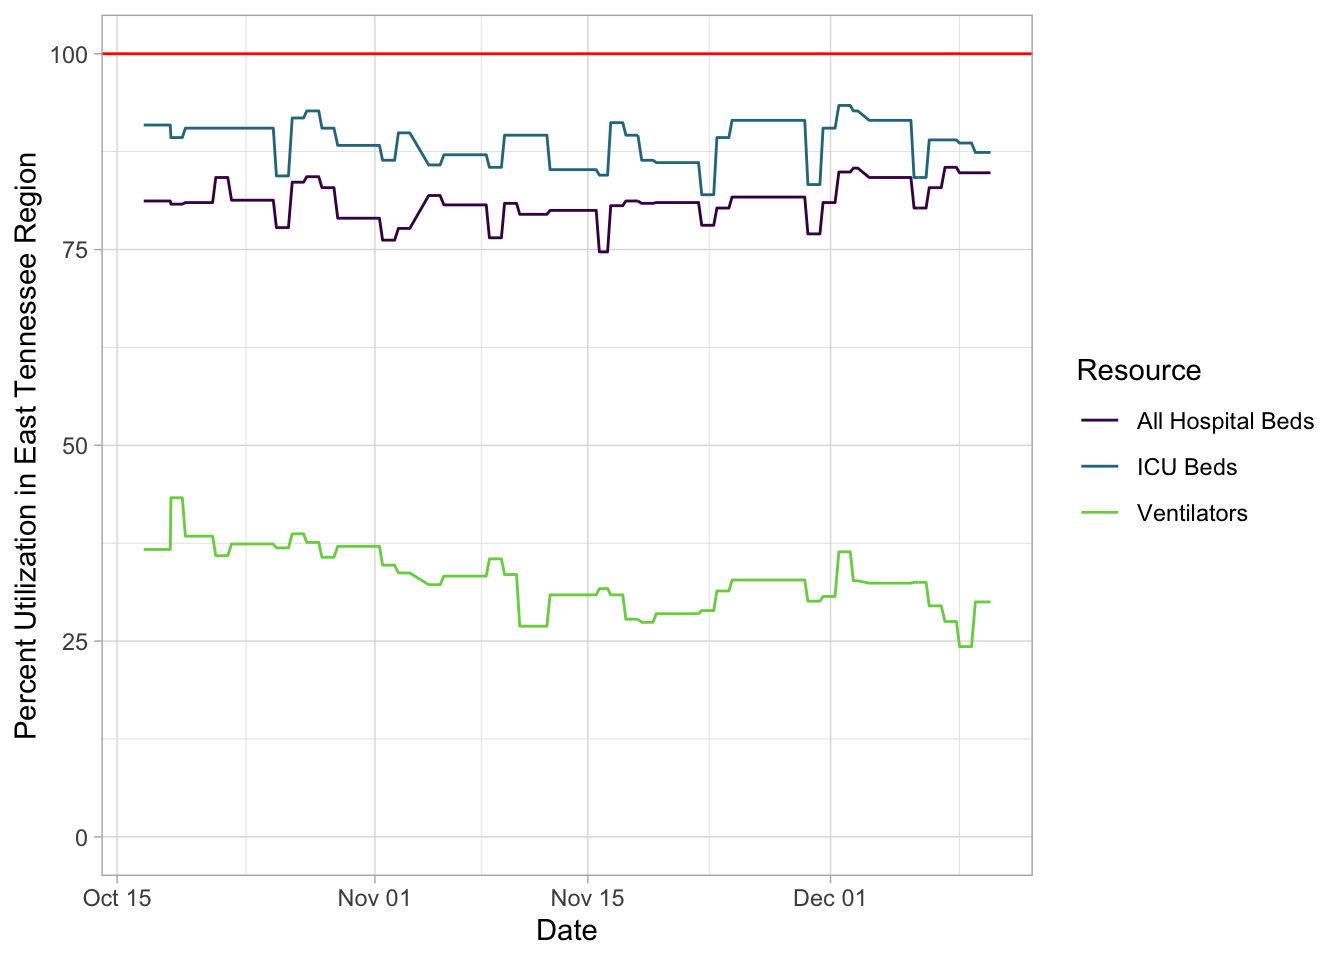 Percent Utilization in East Tennessee Region
100
75
50
25
0
Oct 15
Nov 01
Nov 15
Dec 01
Date
Resource
All Hospital Beds
ICU Beds
Ventilators